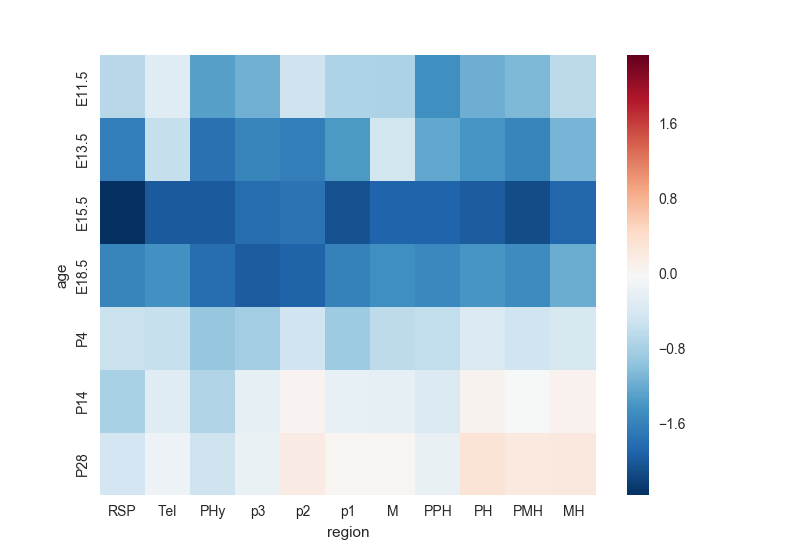 E11.5
E13.5
E15.5
E18.5
P4
P14
P28
age
RSP Tel PHy p3 p2 p1 M PPH PH PMH MH
region
1.6
0.8
0.0
−0.8
−1.6